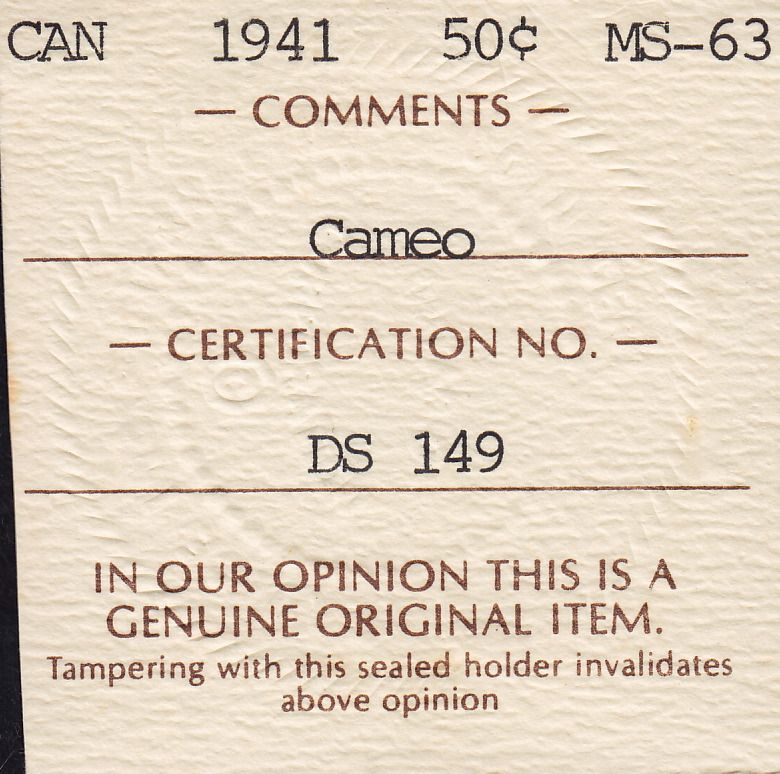 CAN 1941 50¢ MS-63
— COMMENTS —
Cameo
— CERTIFICATION NO. —
DS 149
IN OUR OPINION THIS IS A
GENUINE ORIGINAL ITEM.
Tampering with this sealed holder invalidates
above opinion